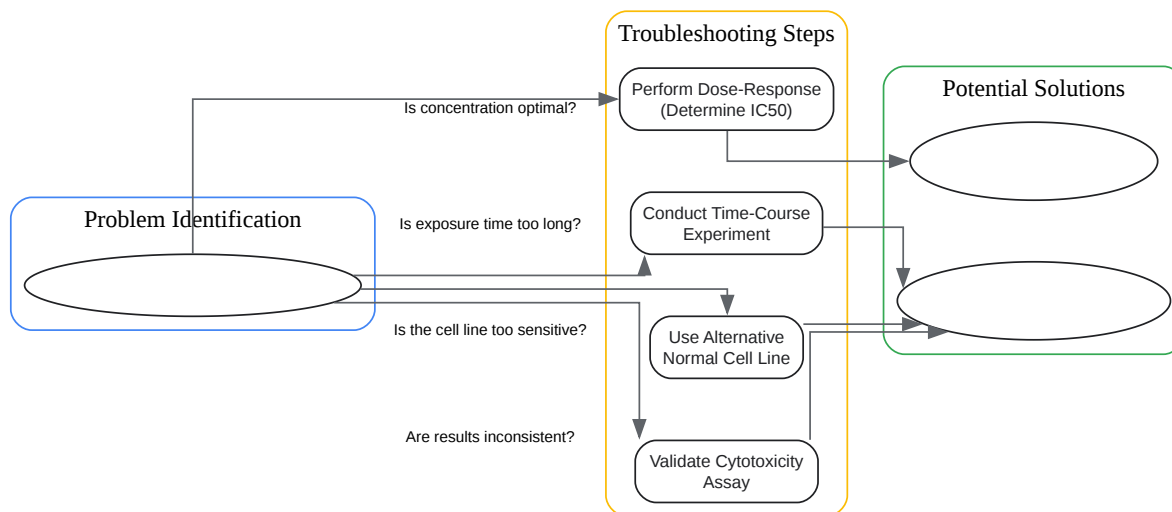 Troubleshooting Steps
Perform Dose-Response
(Determine IC50)
Is concentration optimal?
Potential Solutions
Problem Identification
Is exposure time too long?
Conduct Time-Course
Experiment
Is the cell line too sensitive?
Use Alternative
Normal Cell Line
Are results inconsistent?
Validate Cytotoxicity
Assay